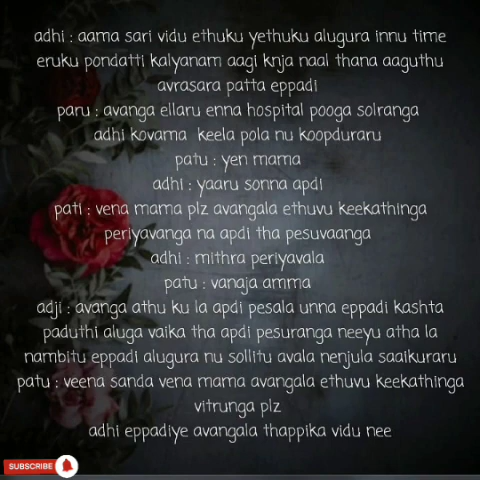 adhi : aama sari vidu ethuku yethuku alugura innu time
eruku pondatti kalyanam aagi knja naal thana aaguthu
avrasara patta eppadi
paru : avanga ellaru enna hospital pooga solranga
adhi kovama keela pola nu koopduraru
patu : yen mama
adhi : yaaru sonna apdi
pati : vena mama plz avangala ethuvu keekathinga
periyavanga na apdi tha pesuvaanga
adhi : mithra periyavala
patu : vanaja amma
adji : avanga athu ku la apdi pesala unna eppadi kashta
paduthi aluga vaika tha apdi pesuranga neeyu atha la
nambitu eppadi alugura nu sollitu avala nenjula saaikuraru
patu : veena sanda vena mama avangala ethuvu keekathinga
vitrunga plz
adhi eppadiye avangala thappika vidu nee
SUBSCRIBE